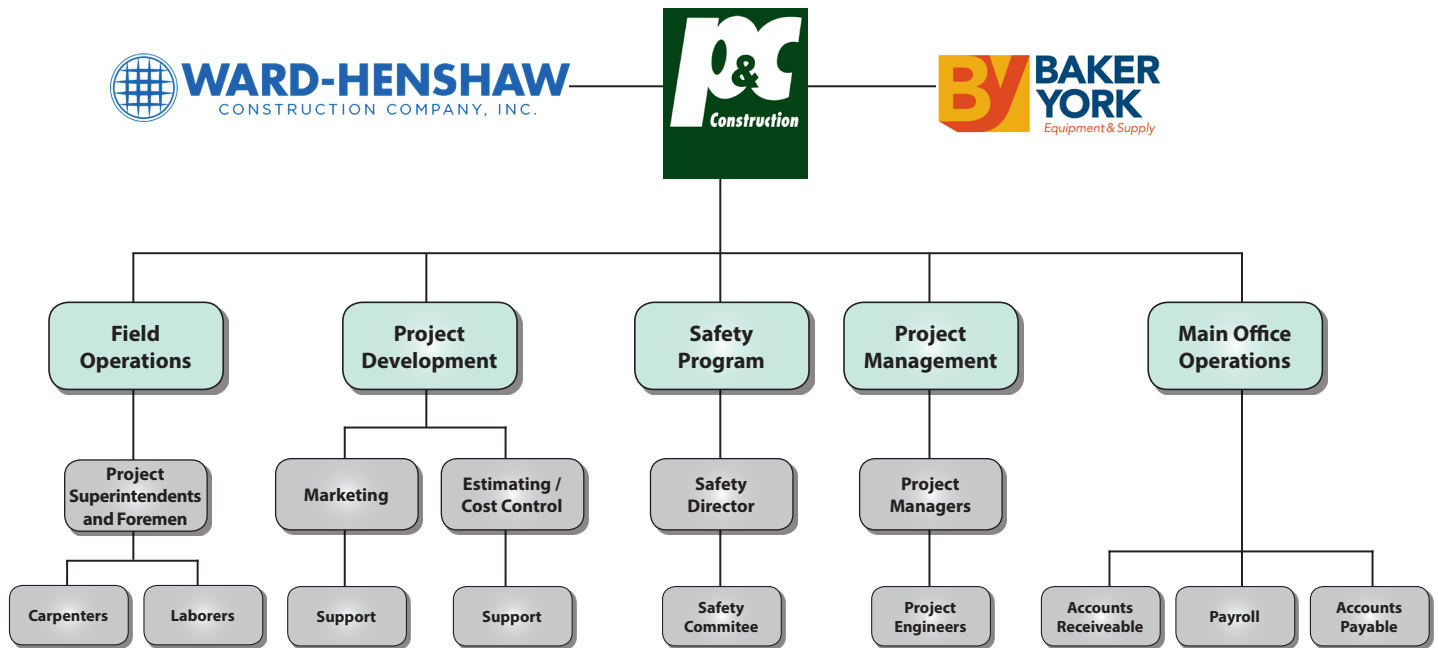 WARD-HENSHAW
CONSTRUCTION COMPANY, INC.
p&c
Construction
By
BAKER
YORK
Equipment & Supply
Field
Operations
Project
Development
Safety
Program
Project
Management
Main Office
Operations
Project
Superintendents
and Foremen
Marketing
Estimating /
Cost Control
Safety
Director
Project
Managers
Carpenters
Laborers
Support
Support
Safety
Commitee
Project
Engineers
Accounts
Receiveable
Payroll
Accounts
Payable